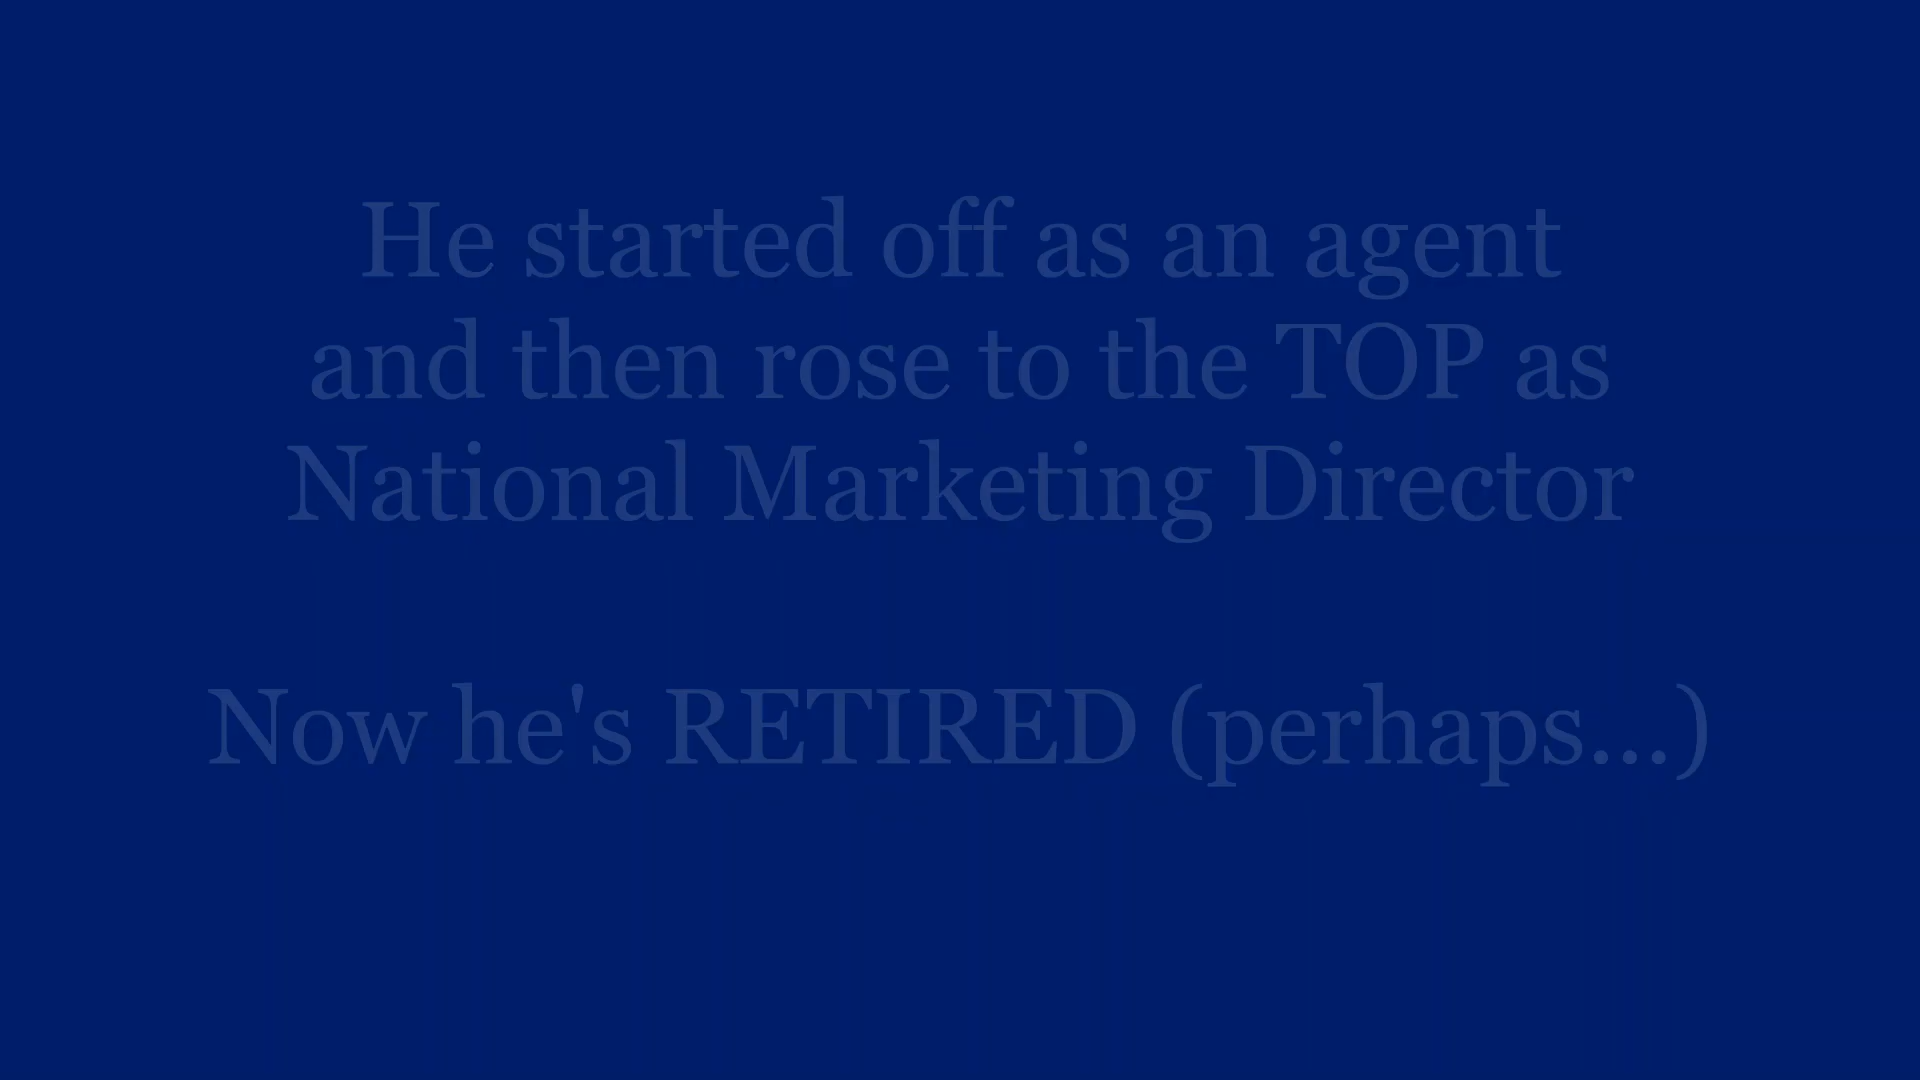 He started off as an agent
and then rose to the TOP as
National Marketing Director
Now he's RETIRED (perhaps...)